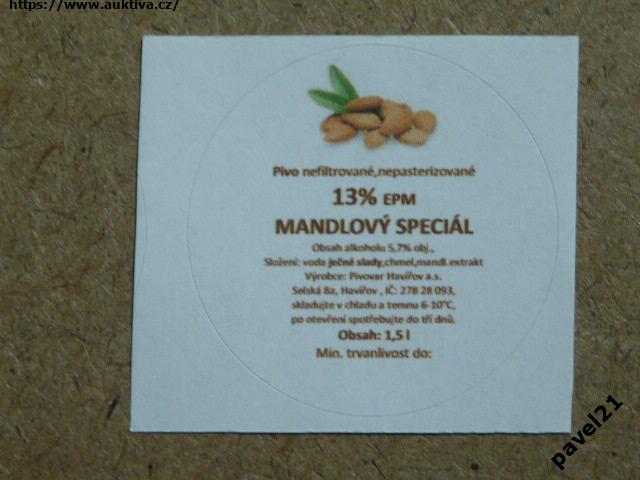 https://www.auktiva.cz/
Pivo nefiltrované,nepasterizované
13% EPM
MANDLOVÝ SPECIÁL
Obsah alkoholu 5,7% obj.,
Složení: voda ječné slady,chmel,mandl.extrakt
Výrobce: Pivovar Havířov a.s.
Selská 8a, Havířov , IČ: 278 28 093,
skladujte v chladu a temnu 6-10°C,
po otevření spotřebujte do tří dnů.
Obsah: 1,5 l
Min. trvanlivost do:
pavel21